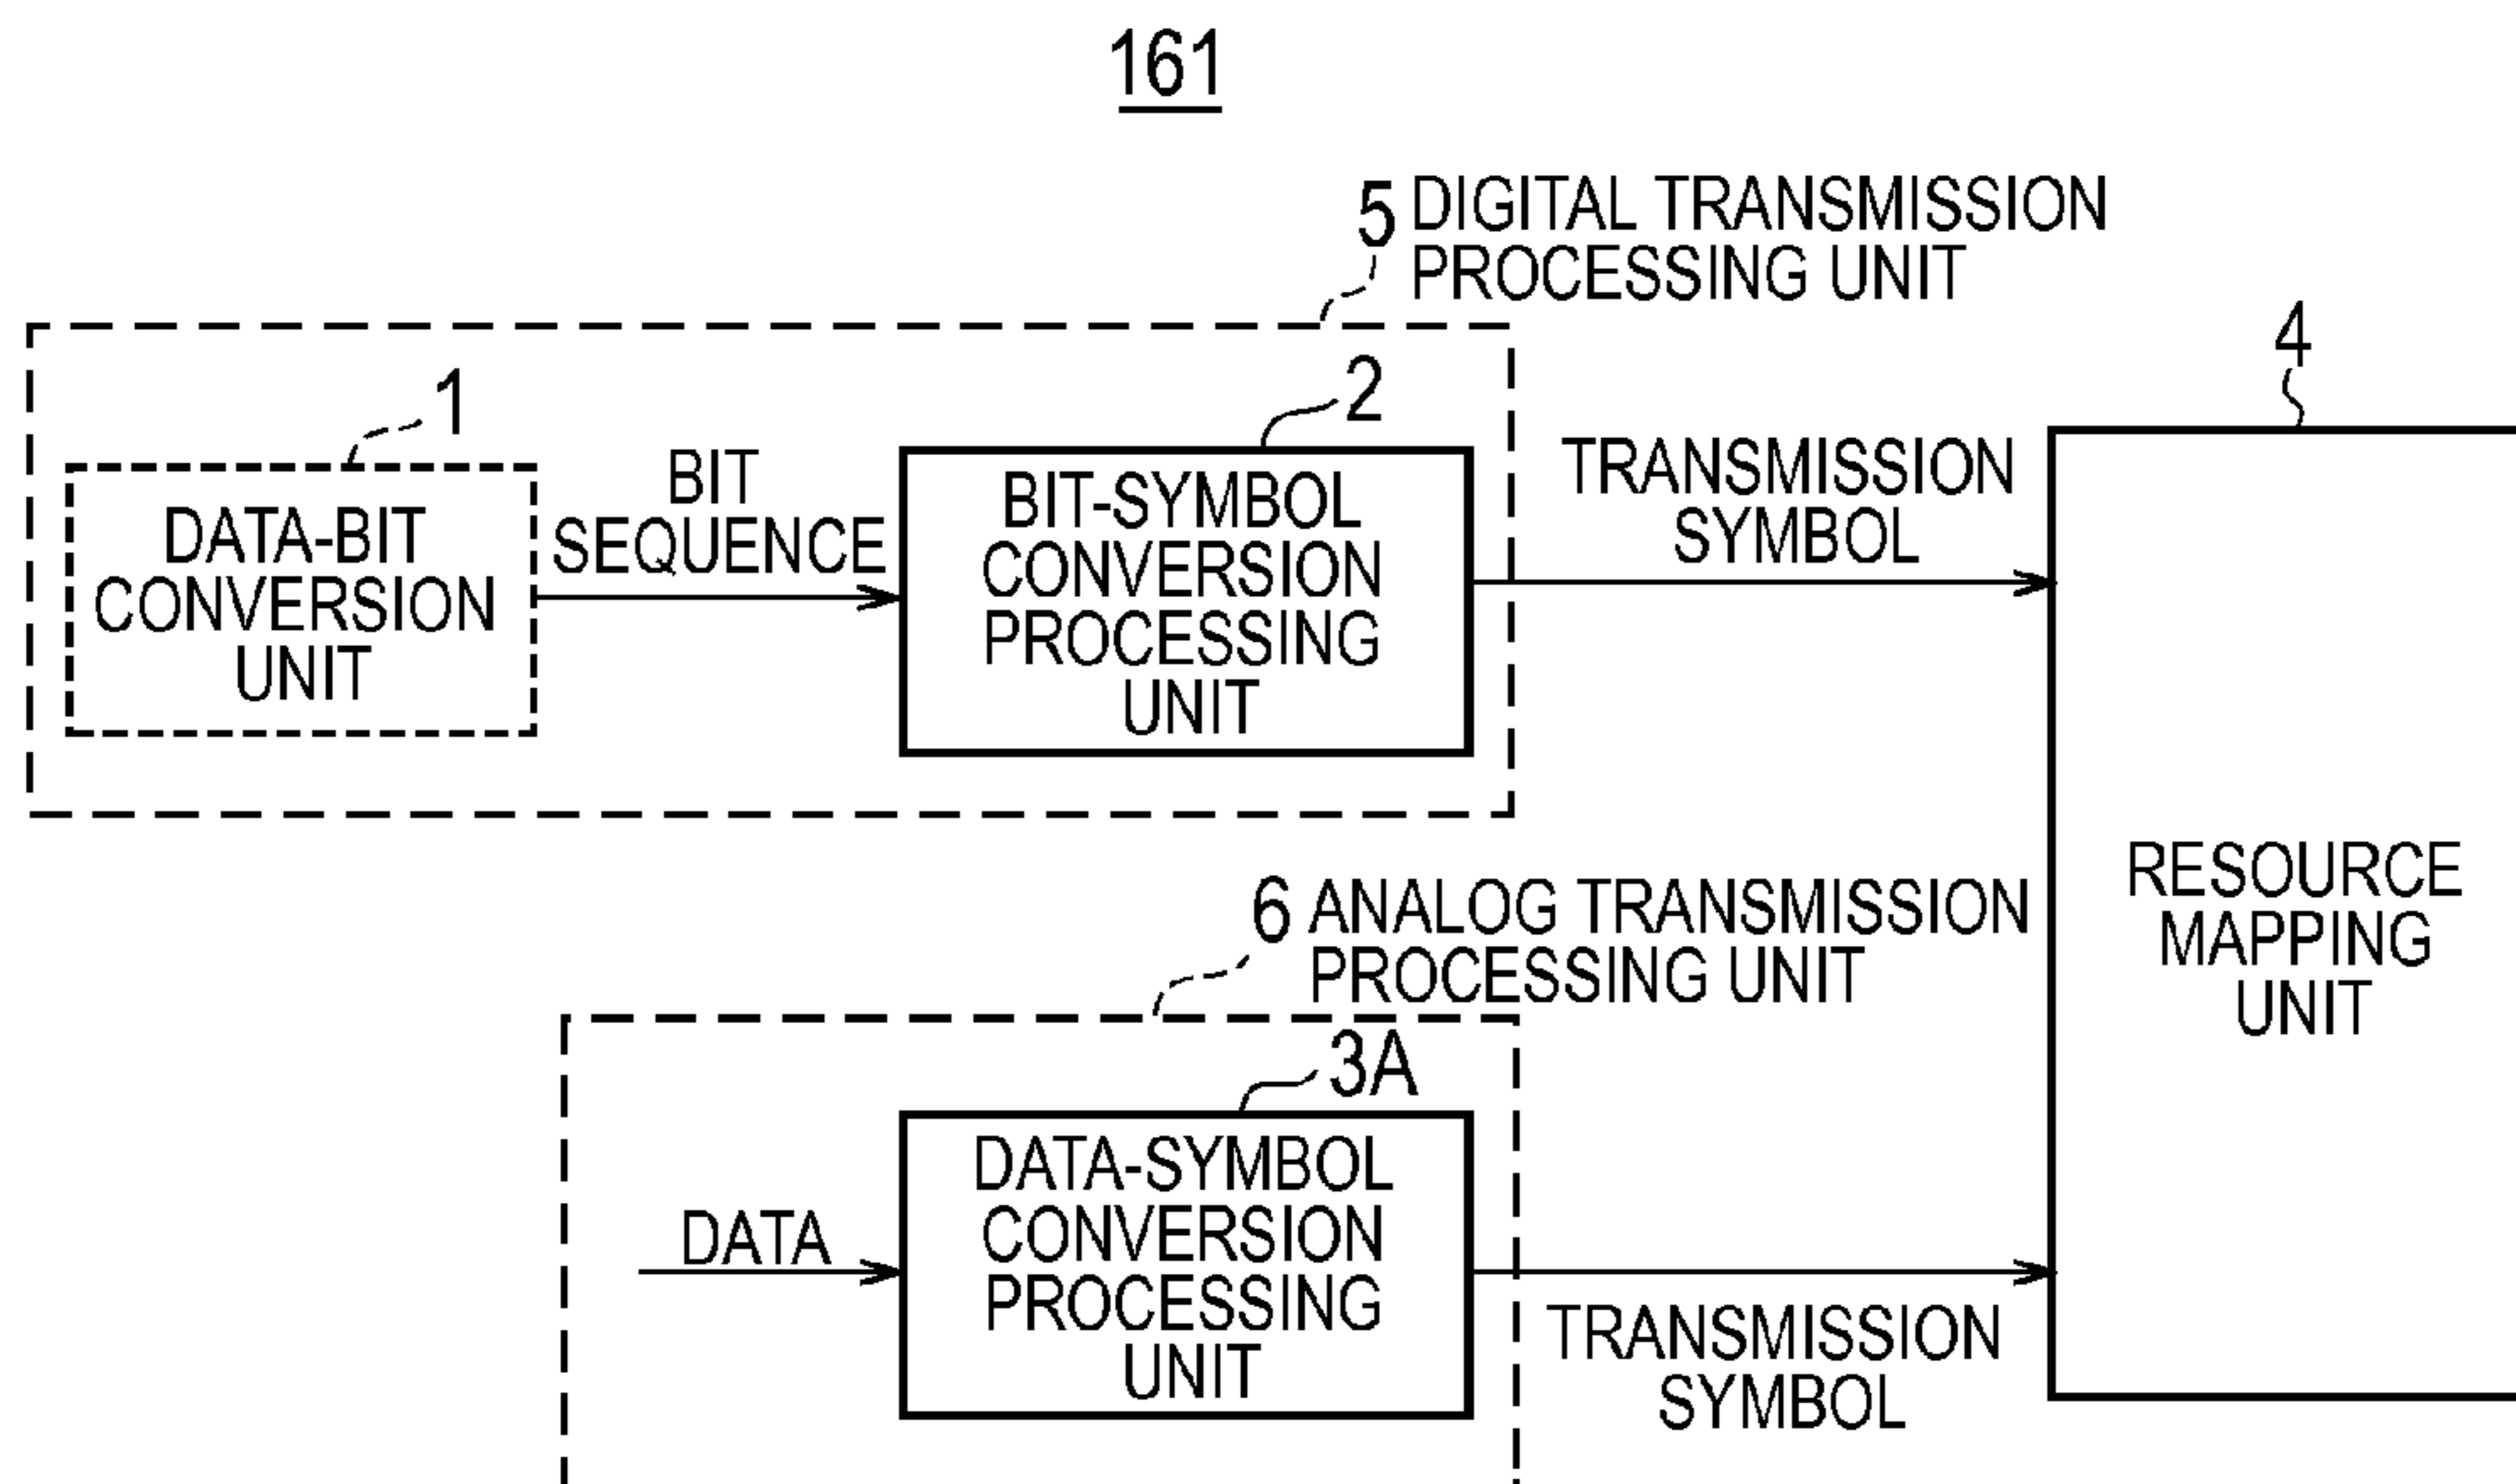 161
5 DIGITAL TRANSMISSION
PROCESSING UNIT
4
1
2
DATA-BIT
CONVERSION
UNIT
BIT
SEQUENCE
BIT-SYMBOL
CONVERSION
PROCESSING
UNIT
TRANSMISSION
SYMBOL
RESOURCE
MAPPING
UNIT
6 ANALOG TRANSMISSION
PROCESSING UNIT
3A
DATA
DATA-SYMBOL
CONVERSION
PROCESSING
UNIT
TRANSMISSION
SYMBOL